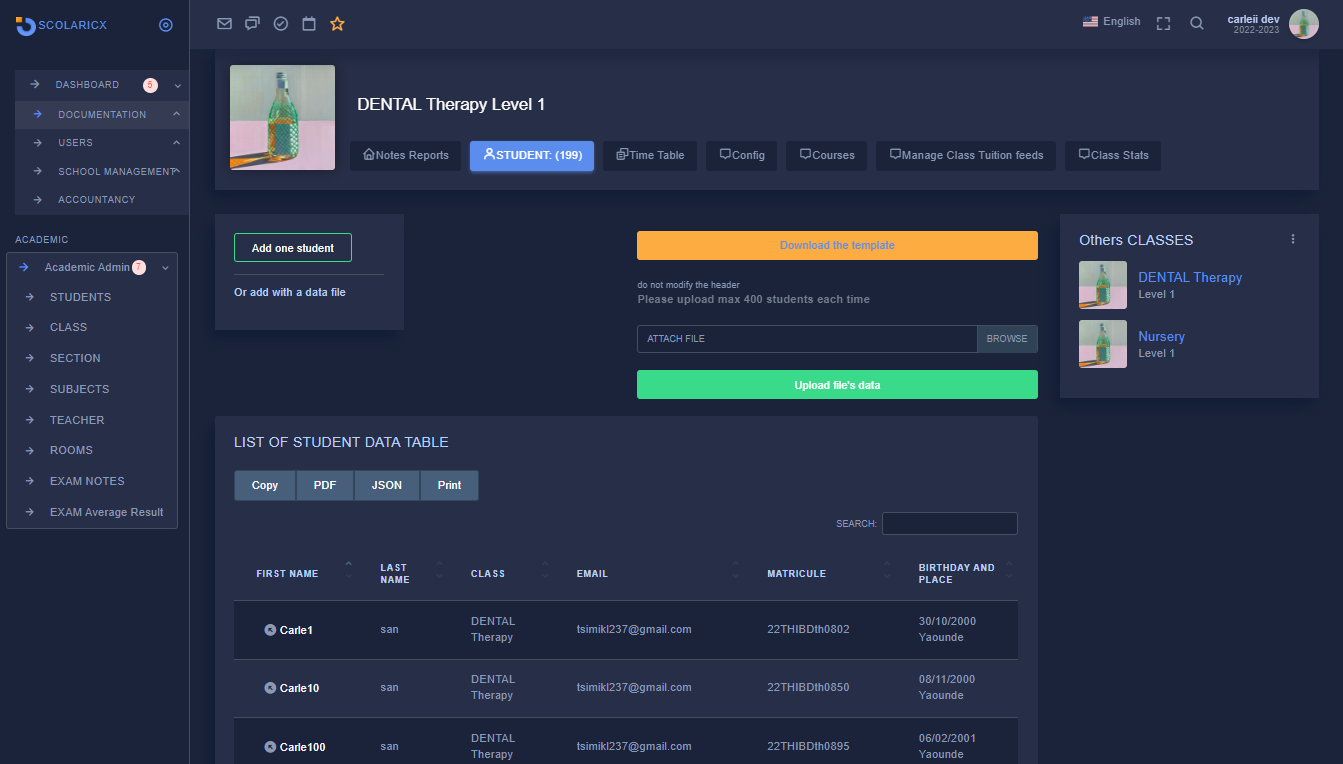 SCOLARICX
English
carleii dev
2022-2023
DASHBOARD 5
DOCUMENTATION
USERS
SCHOOL MANAGEMENT
ACCOUNTANCY
ACADEMIC
Academic Admin 7
STUDENTS
CLASS
SECTION
SUBJECTS
TEACHER
ROOMS
EXAM NOTES
EXAM Average Result
DENTAL Therapy Level 1
Notes Reports
STUDENT: (199)
Time Table
Config
Courses
Manage Class Tuition feeds
Class Stats
Add one student
Or add with a data file
Download the template
do not modify the header
Please upload max 400 students each time
ATTACH FILE BROWSE
Upload file's data
Others CLASSES
DENTAL Therapy
Level 1
Nursery
Level 1
LIST OF STUDENT DATA TABLE
Copy PDF JSON Print
SEARCH:
FIRST NAME LAST NAME CLASS EMAIL MATRICULE BIRTHDAY AND PLACE
Carle1 san DENTAL Therapy tsimikl237@gmail.com 22THIBDth0802 30/10/2000 Yaounde
Carle10 san DENTAL Therapy tsimikl237@gmail.com 22THIBDth0850 08/11/2000 Yaounde
Carle100 san DENTAL Therapy tsimikl237@gmail.com 22THIBDth0895 06/02/2001 Yaounde